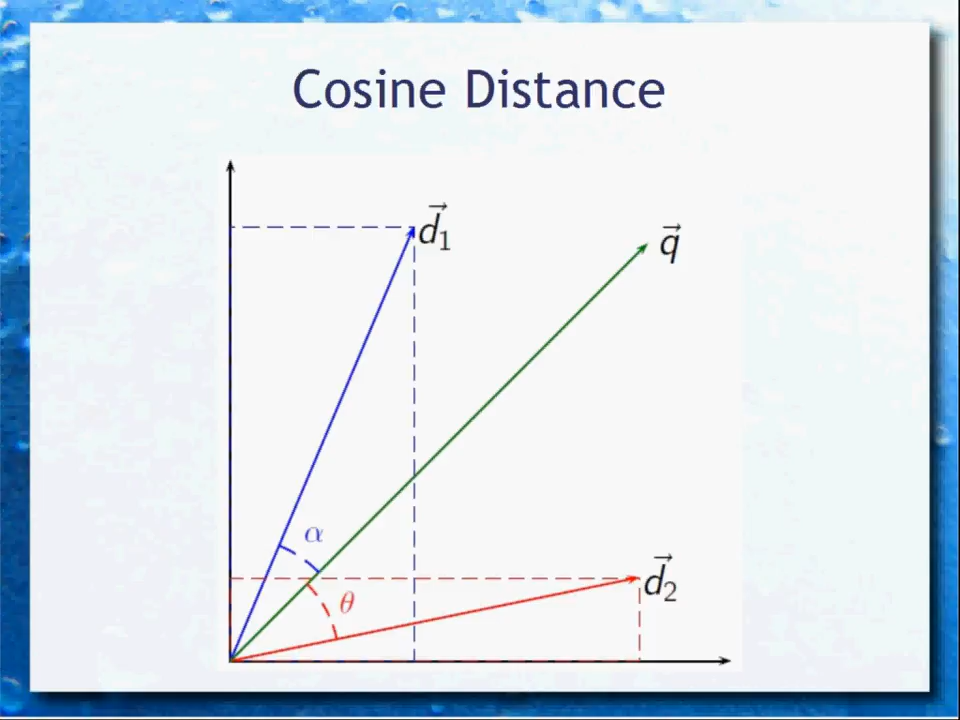 Cosine Distance
d⃗₁
q⃗
α
d⃗₂
θ